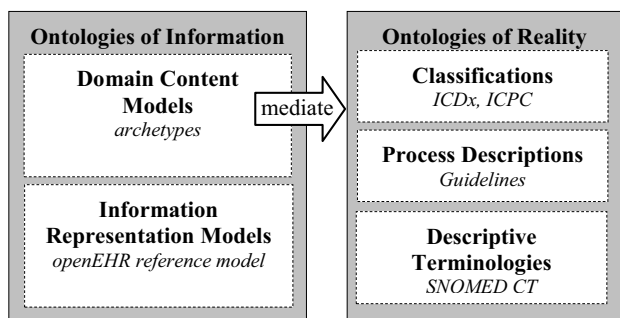 Ontologies of Information
Domain Content
Models
archetypes
Information
Representation Models
openEHR reference model
mediate
Ontologies of Reality
Classifications
ICDx, ICPC
Process Descriptions
Guidelines
Descriptive
Terminologies
SNOMED CT